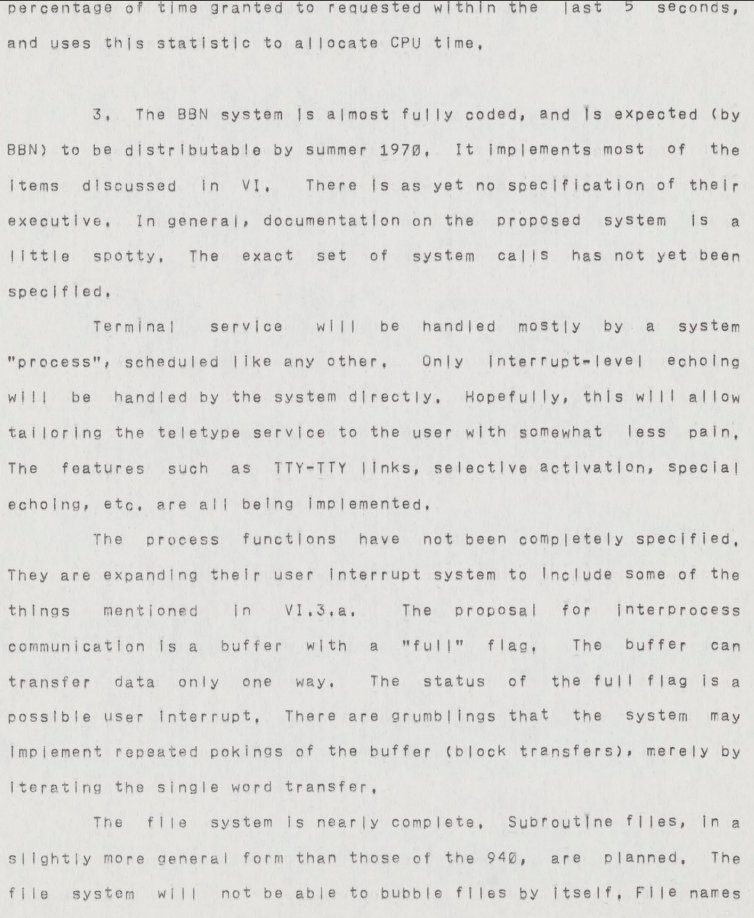 percentage of time granted to requested within the last 5 seconds,
and uses this statistic to allocate CPU time.
3. The BBN system is almost fully coded, and is expected (by
BBN) to be distributable by summer 1970. It implements most of the
items discussed in VI. There is as yet no specification of their
executive. In general, documentation on the proposed system is a
little spotty. The exact set of system calls has not yet been
specified.
Terminal service will be handled mostly by a system
"process", scheduled like any other. Only interrupt-level echoing
will be handled by the system directly. Hopefully, this will allow
tailoring the teletype service to the user with somewhat less pain.
The features such as TTY-TTY links, selective activation, special
echoing, etc. are all being implemented.
The process functions have not been completely specified.
They are expanding their user interrupt system to include some of the
things mentioned in VI.3.a. The proposal for interprocess
communication is a buffer with a "full" flag. The buffer can
transfer data only one way. The status of the full flag is a
possible user interrupt. There are grumblings that the system may
implement repeated pokings of the buffer (block transfers), merely by
iterating the single word transfer.
The file system is nearly complete. Subroutine files, in a
slightly more general form than those of the 940, are planned. The
file system will not be able to bubble files by itself. File names